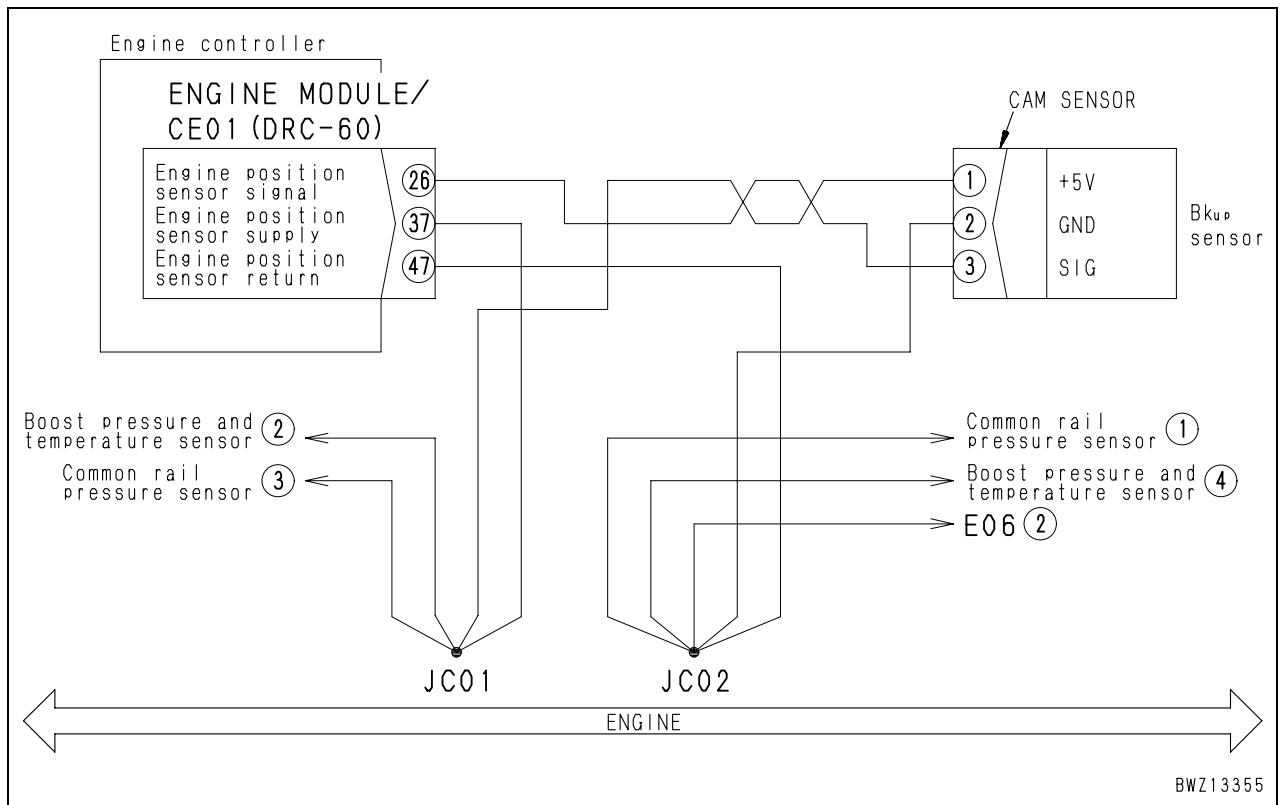 Engine controller
ENGINE MODULE/
CE01 (DRC-60)
Engine position
sensor signal
26
Engine position
sensor supply
37
Engine position
sensor return
47
CAM SENSOR
1
+5V
2
GND
3
SIG
Bkup
sensor
Boost pressure and
temperature sensor
2
Common rail
pressure sensor
3
Common rail
pressure sensor
1
Boost pressure and
temperature sensor
4
E06 2
JC01
JC02
ENGINE
BWZ13355